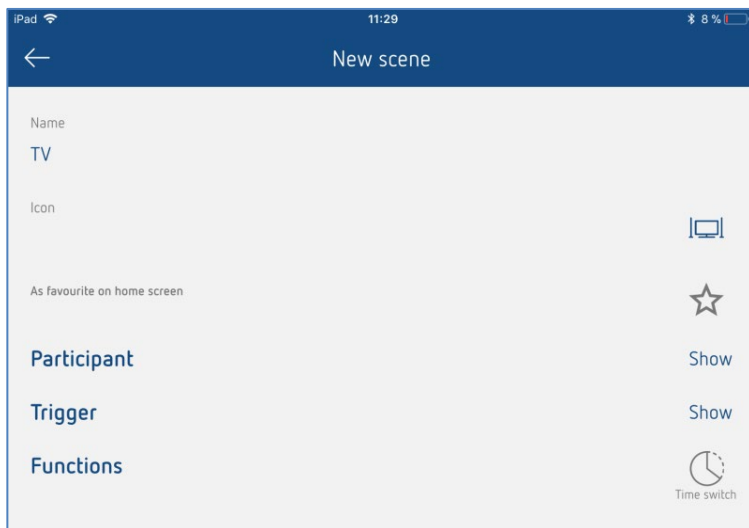 iPad 11:29 8 %
New scene
Name
TV
Icon
As favourite on home screen
Participant Show
Trigger Show
Functions
Time switch